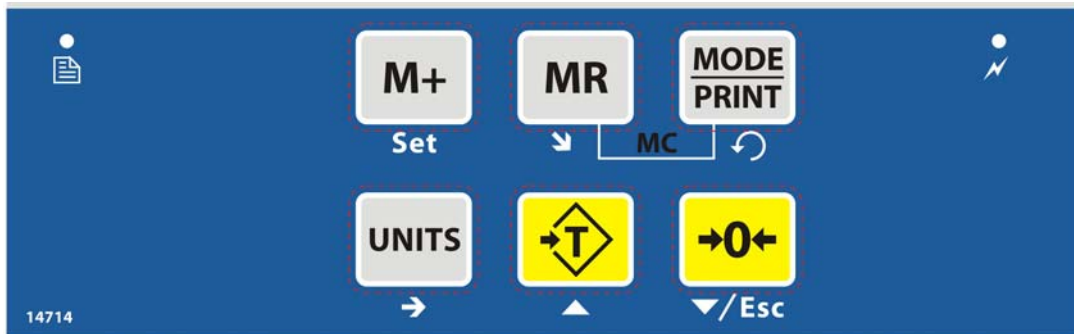 M+
MR
MODE
PRINT
Set
MC
UNITS
→T
→0←
▼/Esc
14714